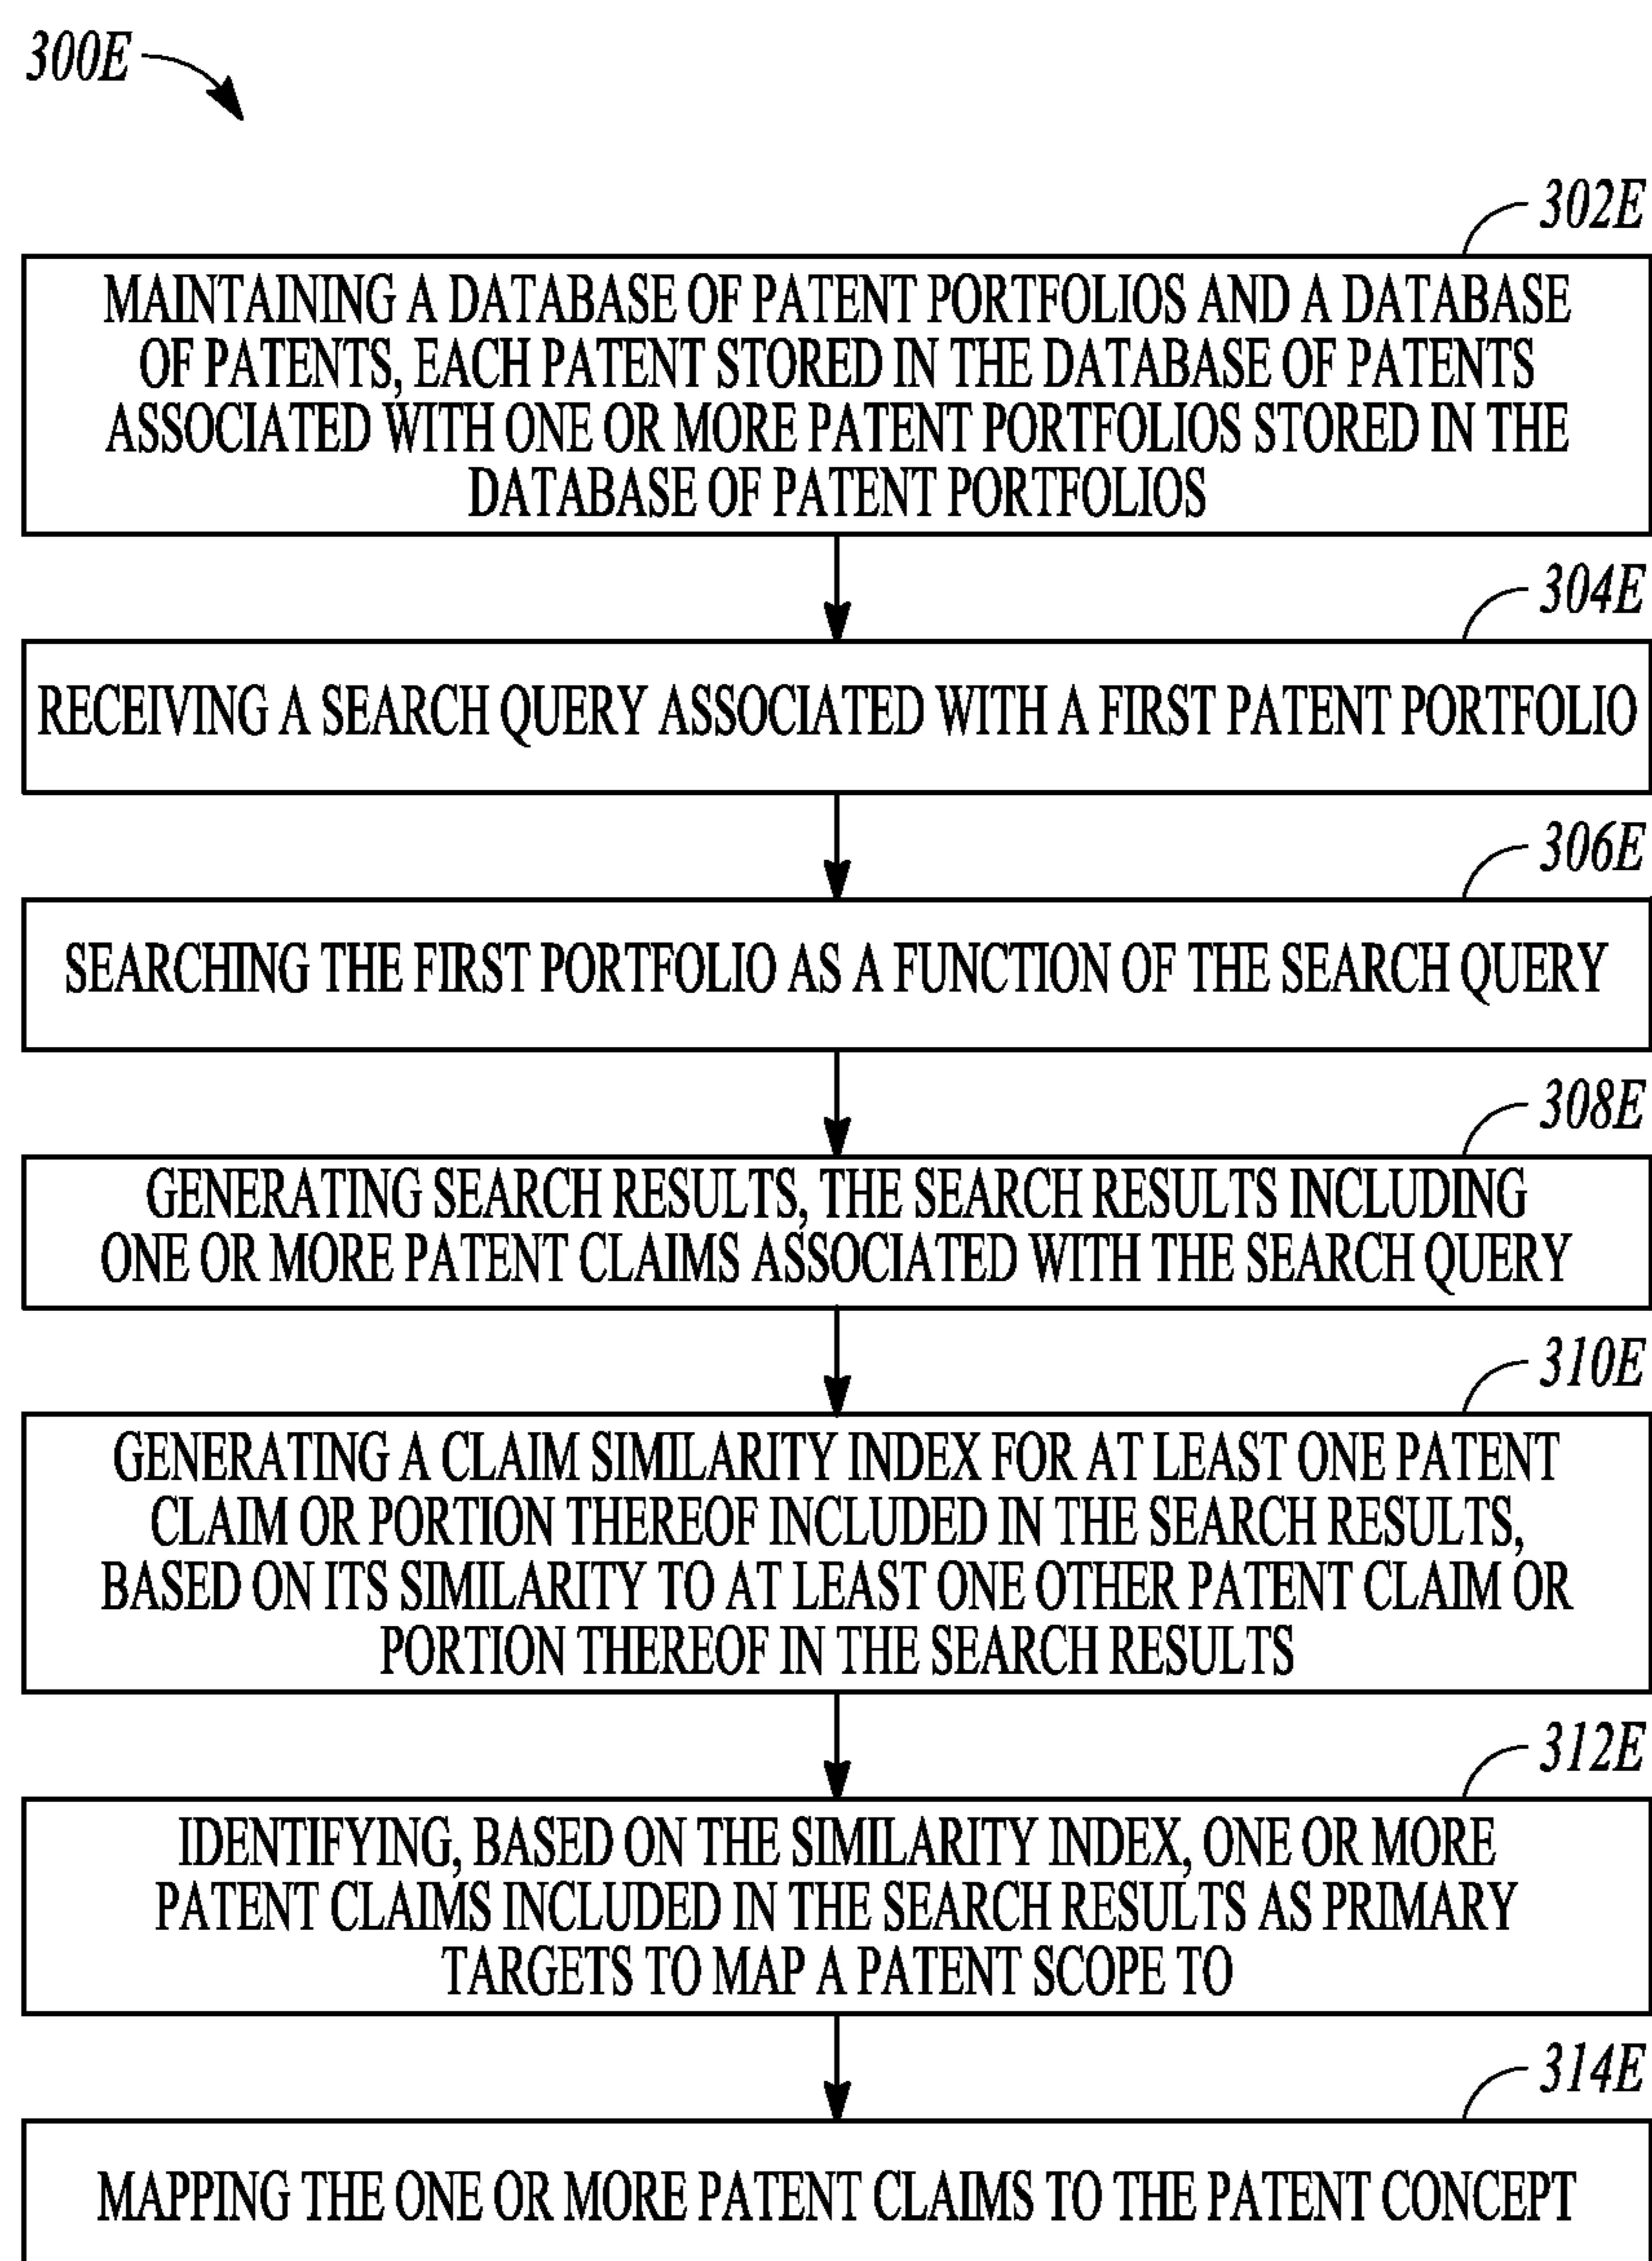 300E
302E
MAINTAINING A DATABASE OF PATENT PORTFOLIOS AND A DATABASE
OF PATENTS, EACH PATENT STORED IN THE DATABASE OF PATENTS
ASSOCIATED WITH ONE OR MORE PATENT PORTFOLIOS STORED IN THE
DATABASE OF PATENT PORTFOLIOS
304E
RECEIVING A SEARCH QUERY ASSOCIATED WITH A FIRST PATENT PORTFOLIO
306E
SEARCHING THE FIRST PORTFOLIO AS A FUNCTION OF THE SEARCH QUERY
308E
GENERATING SEARCH RESULTS, THE SEARCH RESULTS INCLUDING
ONE OR MORE PATENT CLAIMS ASSOCIATED WITH THE SEARCH QUERY
310E
GENERATING A CLAIM SIMILARITY INDEX FOR AT LEAST ONE PATENT
CLAIM OR PORTION THEREOF INCLUDED IN THE SEARCH RESULTS,
BASED ON ITS SIMILARITY TO AT LEAST ONE OTHER PATENT CLAIM OR
PORTION THEREOF IN THE SEARCH RESULTS
312E
IDENTIFYING, BASED ON THE SIMILARITY INDEX, ONE OR MORE
PATENT CLAIMS INCLUDED IN THE SEARCH RESULTS AS PRIMARY
TARGETS TO MAP A PATENT SCOPE TO
314E
MAPPING THE ONE OR MORE PATENT CLAIMS TO THE PATENT CONCEPT